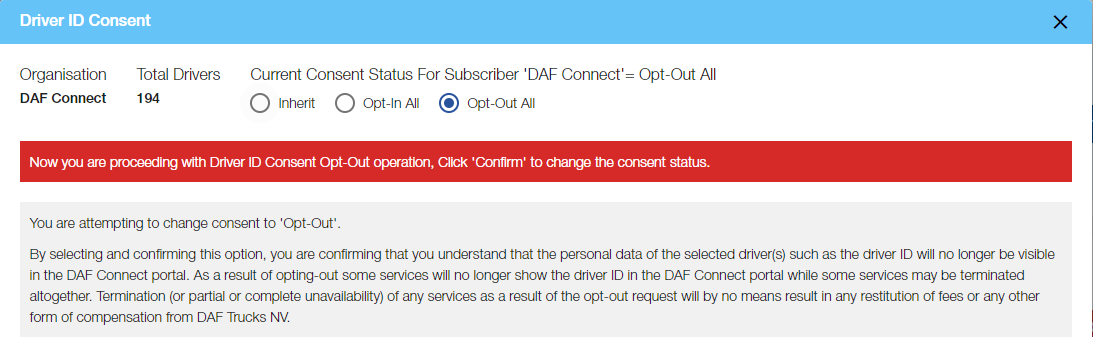 Driver ID Consent
Organisation Total Drivers Current Consent Status For Subscriber 'DAF Connect'= Opt-Out All
DAF Connect 194 Inherit Opt-In All Opt-Out All
Now you are proceeding with Driver ID Consent Opt-Out operation, Click 'Confirm' to change the consent status.
You are attempting to change consent to 'Opt-Out'.
By selecting and confirming this option, you are confirming that you understand that the personal data of the selected driver(s) such as the driver ID will no longer be visible
in the DAF Connect portal. As a result of opting-out some services will no longer show the driver ID in the DAF Connect portal while some services may be terminated
altogether. Termination (or partial or complete unavailability) of any services as a result of the opt-out request will by no means result in any restitution of fees or any other
form of compensation from DAF Trucks NV.